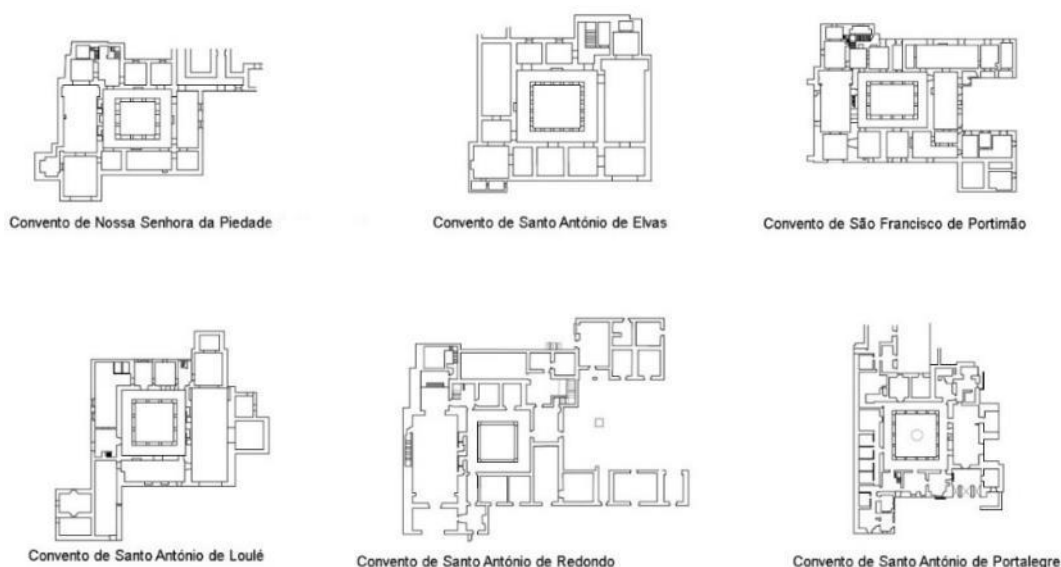 Convento de Nossa Senhora da Piedade
Convento de Santo António de Elvas
Convento de São Francisco de Portimão
Convento de Santo António de Loulé
Convento de Santo António de Redondo
Convento de Santo António de Portalegre